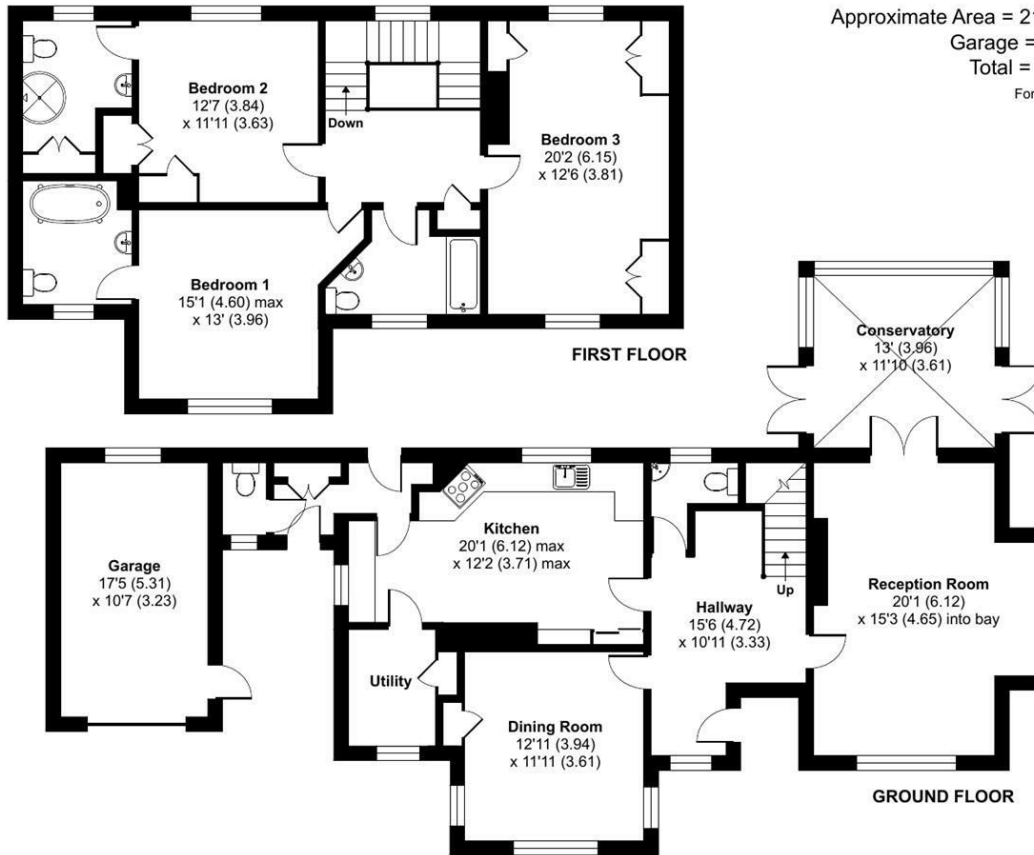 Approximate Area = 21
Garage =
Total =
For
Bedroom 2
12'7 (3.84)
x 11'11 (3.63)
Down
Bedroom 3
20'2 (6.15)
x 12'6 (3.81)
Bedroom 1
15'1 (4.60) max
x 13' (3.96)
FIRST FLOOR
Conservatory
13' (3.96)
x 11'10 (3.61)
Kitchen
20'1 (6.12) max
x 12'2 (3.71) max
Garage
17'5 (5.31)
x 10'7 (3.23)
Up
Hallway
15'6 (4.72)
x 10'11 (3.33)
Reception Room
20'1 (6.12)
x 15'3 (4.65) into bay
Utility
Dining Room
12'11 (3.94)
x 11'11 (3.61)
GROUND FLOOR